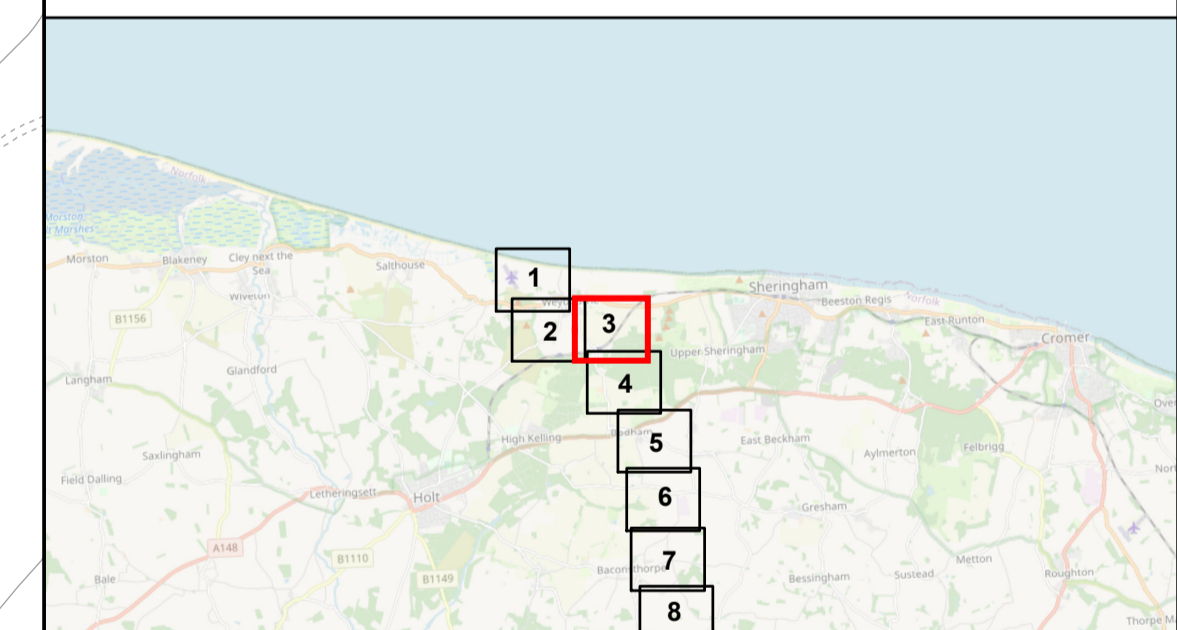 Norfolk
Morston
Blakeney
Cley next the
Sea
Salthouse
1
Sheringham
Wiveton
Beeston Regis
Norfolk
B1156
2
3
East Runton
Cromer
Upper Sheringham
Langham
Glandford
4
High Kelling
Bodham
5
East Beckham
Felbrigg
Aylmerton
Saxlingham
Field Dalling
Letheringsett
Holt
6
Gresham
A148
B1110
7
Metton
Baconsthorpe
Bale
B1149
Bessingham
Sustead
Roughton
8